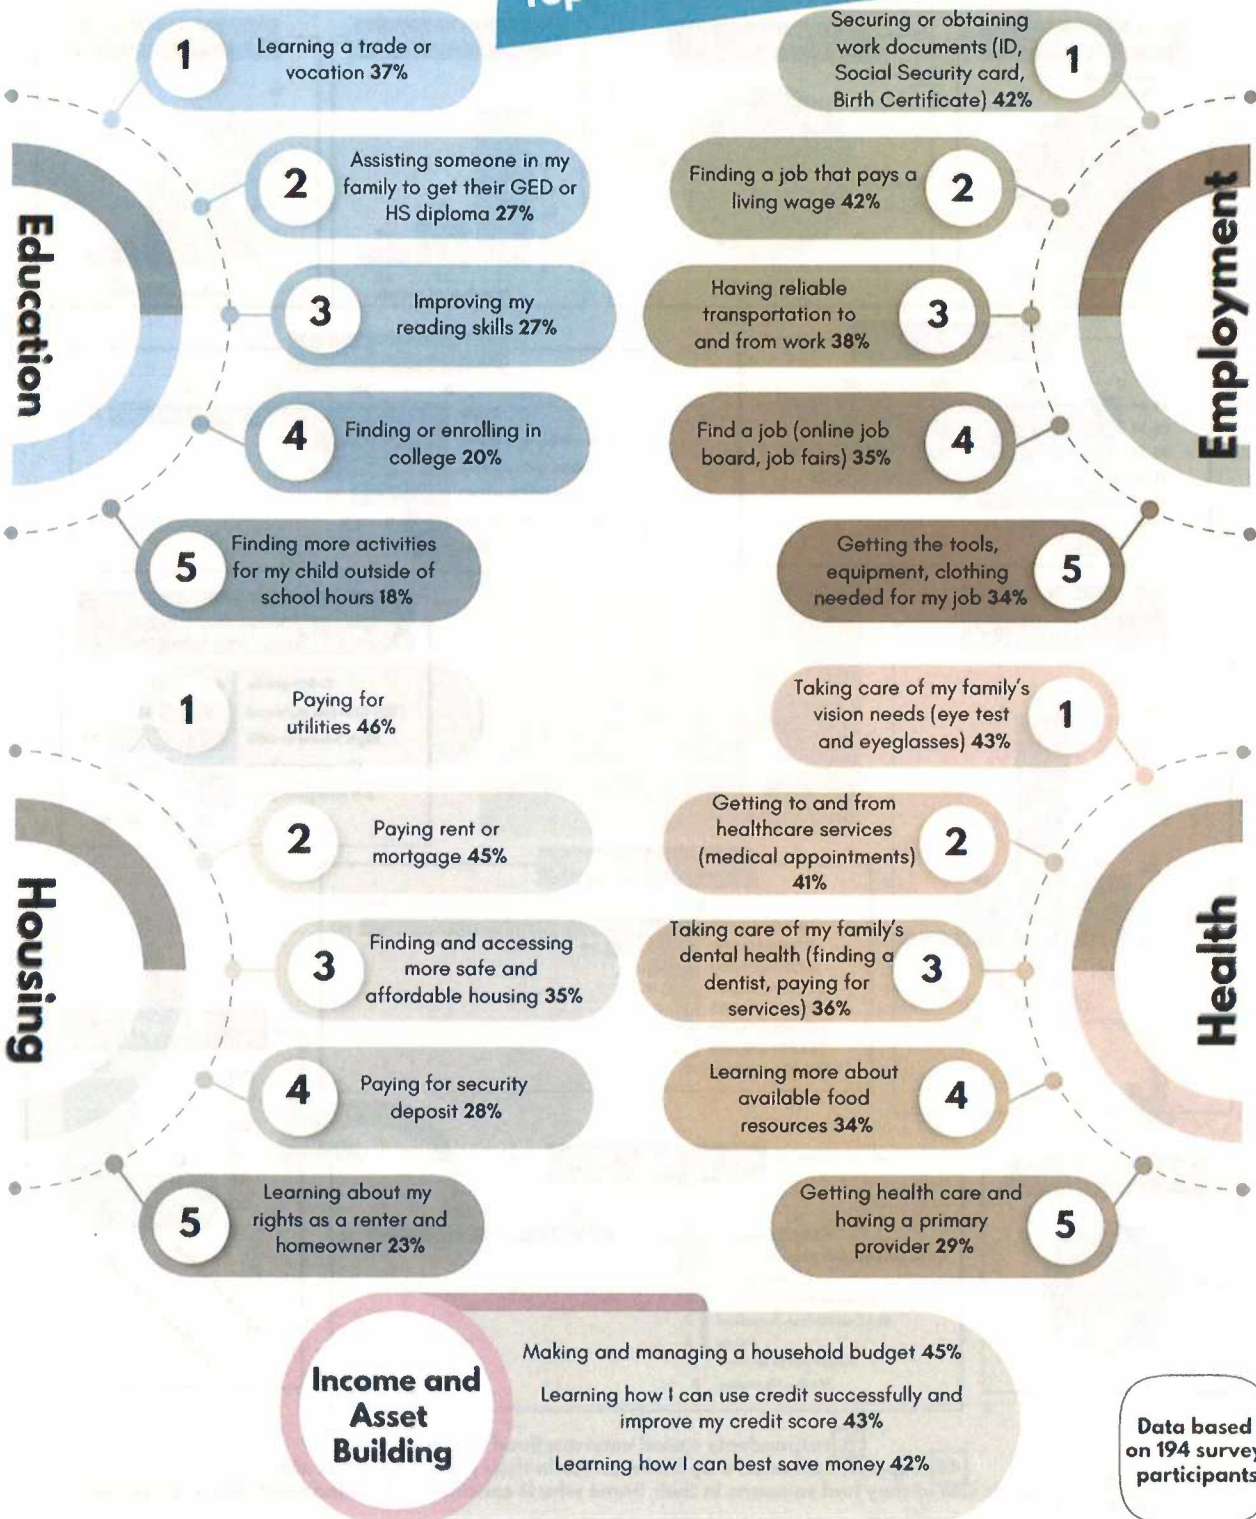 Top
Education
1
Learning a trade or
vocation 37%
2
Assisting someone in my
family to get their GED or
HS diploma 27%
3
Improving my
reading skills 27%
4
Finding or enrolling in
college 20%
5
Finding more activities
for my child outside of
school hours 18%
Employment
Securing or obtaining
work documents (ID,
Social Security card,
Birth Certificate) 42%
1
Finding a job that pays a
living wage 42%
2
Having reliable
transportation to
and from work 38%
3
Find a job (online job
board, job fairs) 35%
4
Getting the tools,
equipment, clothing
needed for my job 34%
5
Housing
1
Paying for
utilities 46%
2
Paying rent or
mortgage 45%
3
Finding and accessing
more safe and
affordable housing 35%
4
Paying for security
deposit 28%
5
Learning about my
rights as a renter and
homeowner 23%
Health
Taking care of my family's
vision needs (eye test
and eyeglasses) 43%
1
Getting to and from
healthcare services
(medical appointments)
41%
2
Taking care of my family's
dental health (finding a
dentist, paying for
services) 36%
3
Learning more about
available food
resources 34%
4
Getting health care and
having a primary
provider 29%
5
Income and
Asset
Building
Making and managing a household budget 45%
Learning how I can use credit successfully and
improve my credit score 43%
Learning how I can best save money 42%
Data based
on 194 survey
participants